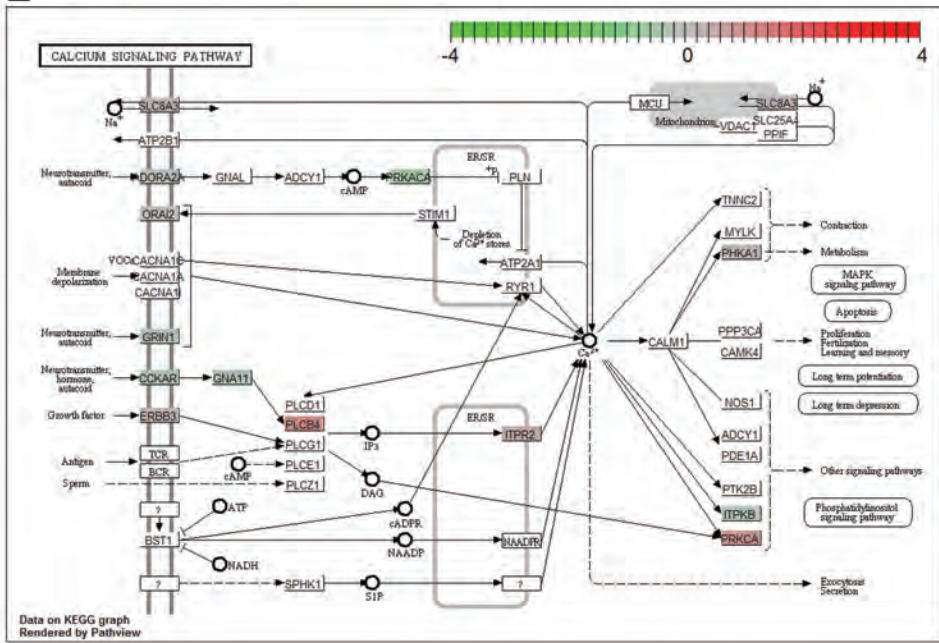 -4 0 4
CALCIUM SIGNALING PATHWAY
SLC8A3
Na+
ATP2B1
MCU
SLC8A3
Na+
Mitochondrion
VDAC1
SLC25A4
PPIF
Neurotransmitter,
autacoid
ADORA2A
GNAL
ADCY1
cAMP
PRKACA
ER/SR
+p
PLN
ORAI2
STIM1
Depletion
of Ca2+ stores
ATP2A1
RYR1
Membrane
depolarization
CACNA1A
CACNA1
TNNC2
MYLK
PHKA1
Contraction
Metabolism
MAPK
signaling pathway
Apoptosis
Neurotransmitter,
autacoid
GRIN1
Ca2+
CALM1
PPP3CA
CAMK4
Proliferation
Fertilization
Learning and memory
Long term potentiation
Long term depression
Neurotransmitter,
hormone,
autacoid
CCKAR
GNA11
PLCD1
PLCB4
PLCG1
PLCE1
PLCZ1
Growth factor
ERBB3
Antigen
TCR
BCR
Sperm
cAMP
IP3
DAG
ER/SR
ITPR2
NOS1
ADCY1
PDE1A
PTK2B
ITPKB
PRKCA
Other signaling pathways
Phosphatidylinositol
signaling pathway
?
ATP
BST1
NADH
cADPR
NAADP
NAADPR
?
SPHK1
S1P
?
Exocytosis
Secretion
Data on KEGG graph
Rendered by Pathview